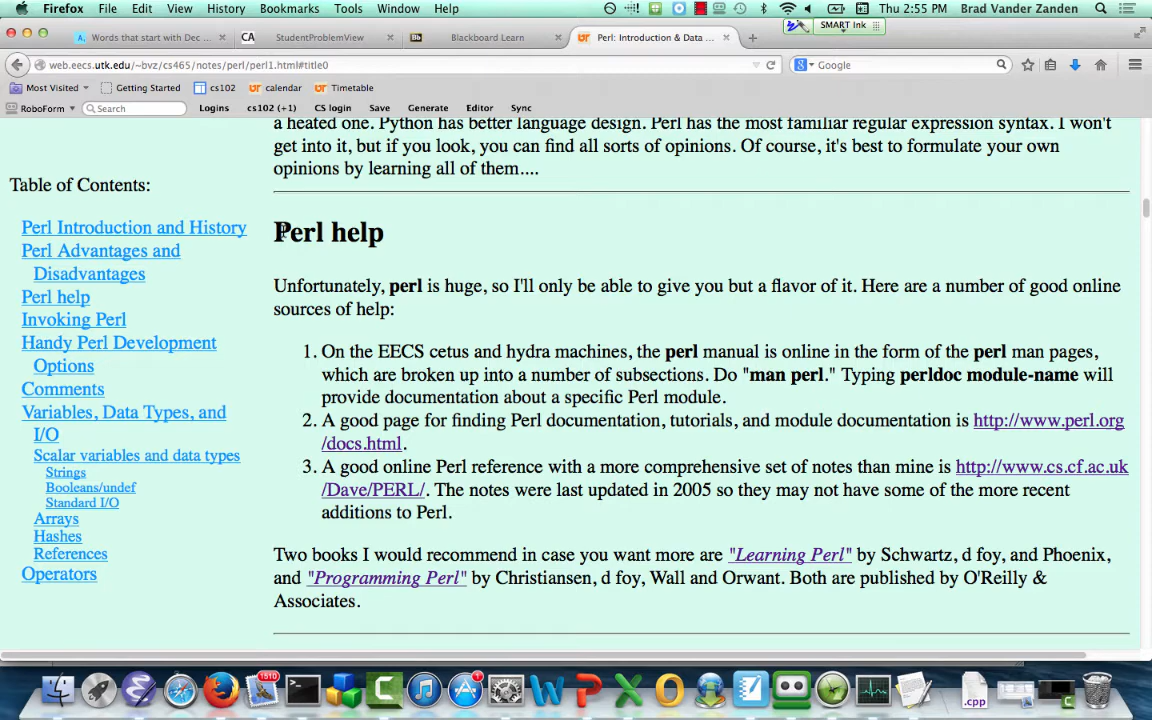 Firefox File Edit View History Bookmarks Tools Window Help Thu 2:55 PM Brad Vander Zanden
SMART Ink
Words that start with Dec ... CA StudentProblemView Bb Blackboard Learn Perl: Introduction & Data ...
web.eecs.utk.edu/~bvz/cs465/notes/perl/perl1.html#title0 Google
Most Visited Getting Started cs102 calendar Timetable
RoboForm Search Logins cs102 (+1) CS login Save Generate Editor Sync
a heated one. Python has better language design. Perl has the most familiar regular expression syntax. I won't
get into it, but if you look, you can find all sorts of opinions. Of course, it's best to formulate your own
opinions by learning all of them....
Table of Contents:
Perl Introduction and History
Perl Advantages and
Disadvantages
Perl help
Invoking Perl
Handy Perl Development
Options
Comments
Variables, Data Types, and
I/O
Scalar variables and data types
Strings
Booleans/undef
Standard I/O
Arrays
Hashes
References
Operators
Perl help
Unfortunately, perl is huge, so I'll only be able to give you but a flavor of it. Here are a number of good online
sources of help:
1. On the EECS cetus and hydra machines, the perl manual is online in the form of the perl man pages,
which are broken up into a number of subsections. Do "man perl." Typing perldoc module-name will
provide documentation about a specific Perl module.
2. A good page for finding Perl documentation, tutorials, and module documentation is http://www.perl.org
/docs.html.
3. A good online Perl reference with a more comprehensive set of notes than mine is http://www.cs.cf.ac.uk
/Dave/PERL/. The notes were last updated in 2005 so they may not have some of the more recent
additions to Perl.
Two books I would recommend in case you want more are "Learning Perl" by Schwartz, d foy, and Phoenix,
and "Programming Perl" by Christiansen, d foy, Wall and Orwant. Both are published by O'Reilly &
Associates.
1510
1
.cpp